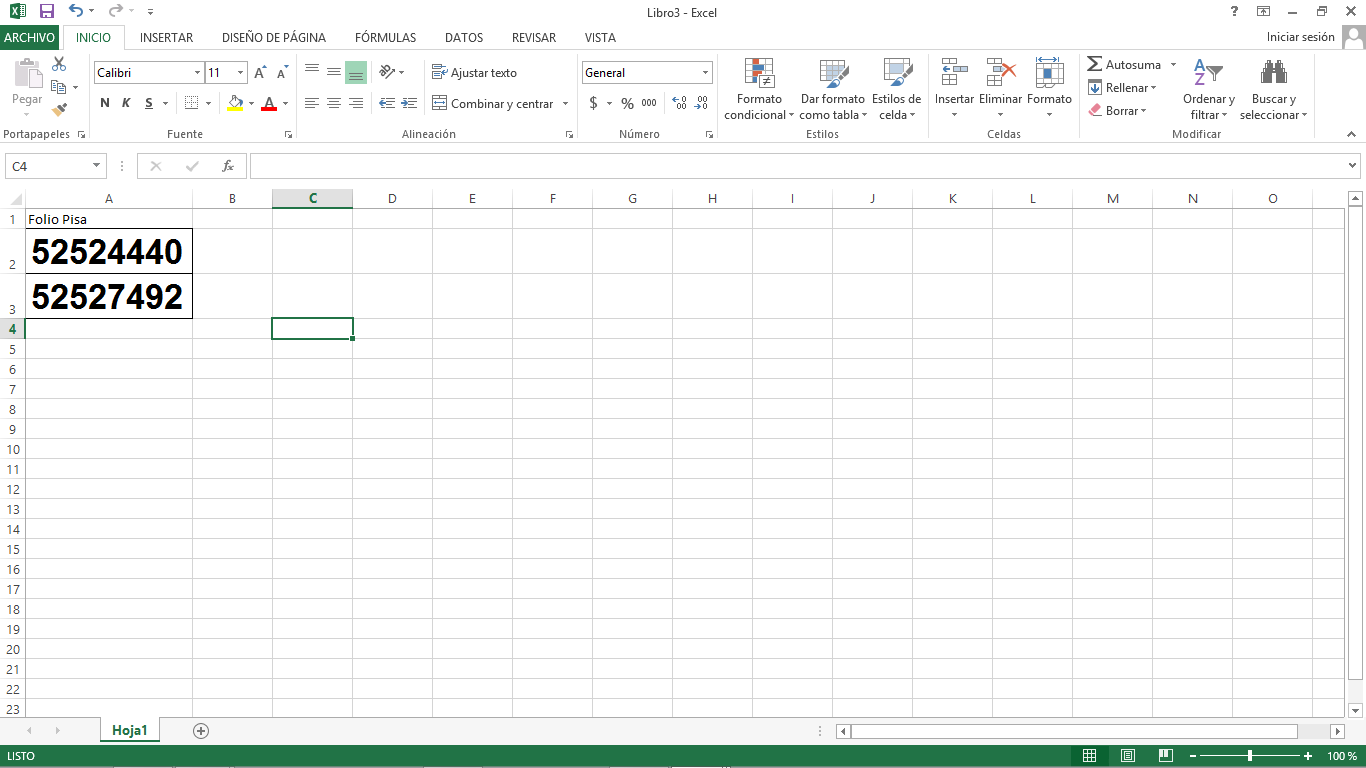 Libro3 - Excel
ARCHIVO INICIO INSERTAR DISEÑO DE PÁGINA FÓRMULAS DATOS REVISAR VISTA Iniciar sesión
Pegar
Portapapeles
Calibri 11
N K S A
Fuente
Ajustar texto
Combinar y centrar
Alineación
General
$ % 000
Número
Formato condicional
Dar formato como tabla
Estilos de celda
Estilos
Insertar Eliminar Formato
Celdas
Autosuma
Rellenar
Borrar
Ordenar y filtrar
Buscar y seleccionar
Modificar
C4 fx
A B C D E F G H I J K L M N O
1 Folio Pisa
2 52524440
3 52527492
4
5
6
7
8
9
10
11
12
13
14
15
16
17
18
19
20
21
22
23
Hoja1
LISTO 100 %